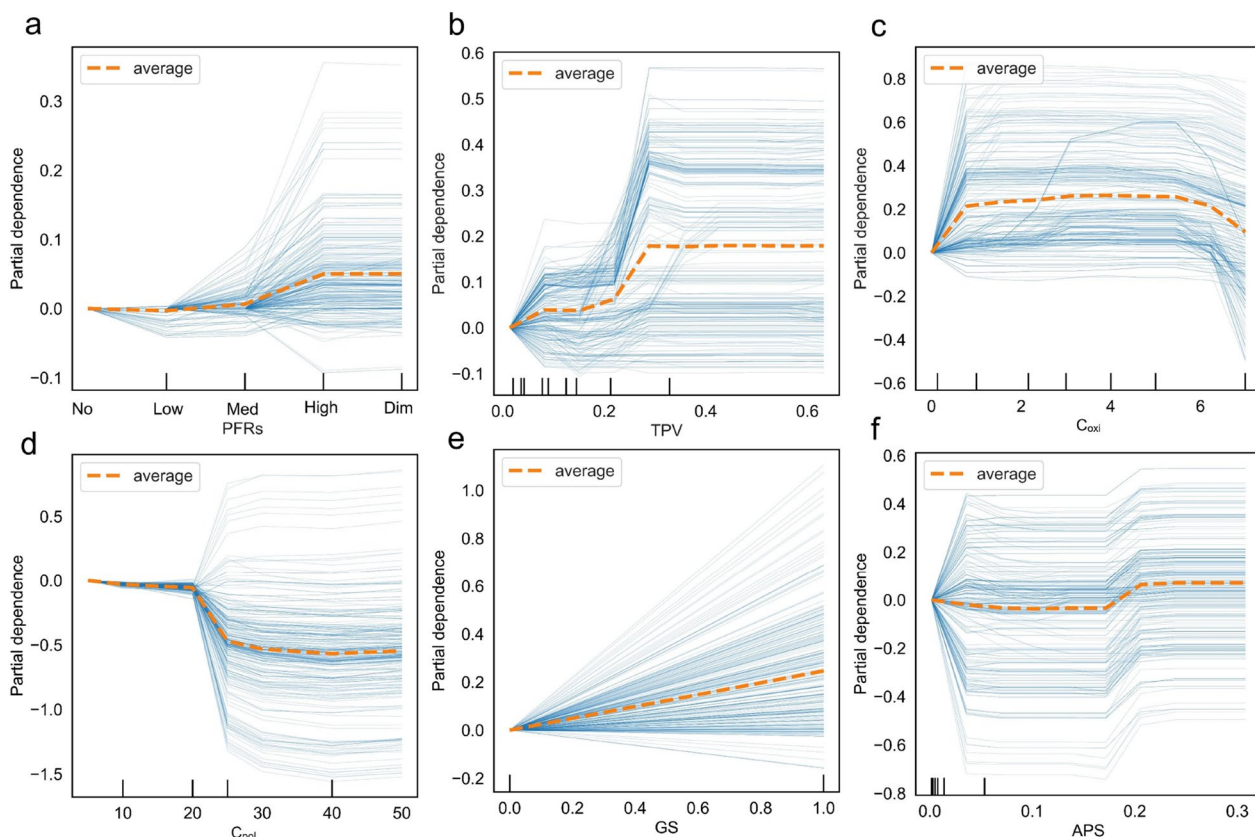 a
average
Partial dependence
0.3
0.2
0.1
0.0
−0.1
No Low Med High Dim
PFRs
b
average
Partial dependence
0.6
0.5
0.4
0.3
0.2
0.1
0.0
−0.1
0.0 0.2 0.4 0.6
TPV
c
average
Partial dependence
0.8
0.6
0.4
0.2
0.0
−0.2
−0.4
−0.6
0 2 4 6
Coxi
d
average
Partial dependence
0.5
0.0
−0.5
−1.0
−1.5
10 20 30 40 50
e
average
Partial dependence
1.0
0.8
0.6
0.4
0.2
0.0
−0.2
0.0 0.2 0.4 0.6 0.8 1.0
GS
f
average
Partial dependence
0.6
0.4
0.2
0.0
−0.2
−0.4
−0.6
−0.8
0.0 0.1 0.2 0.3
APS